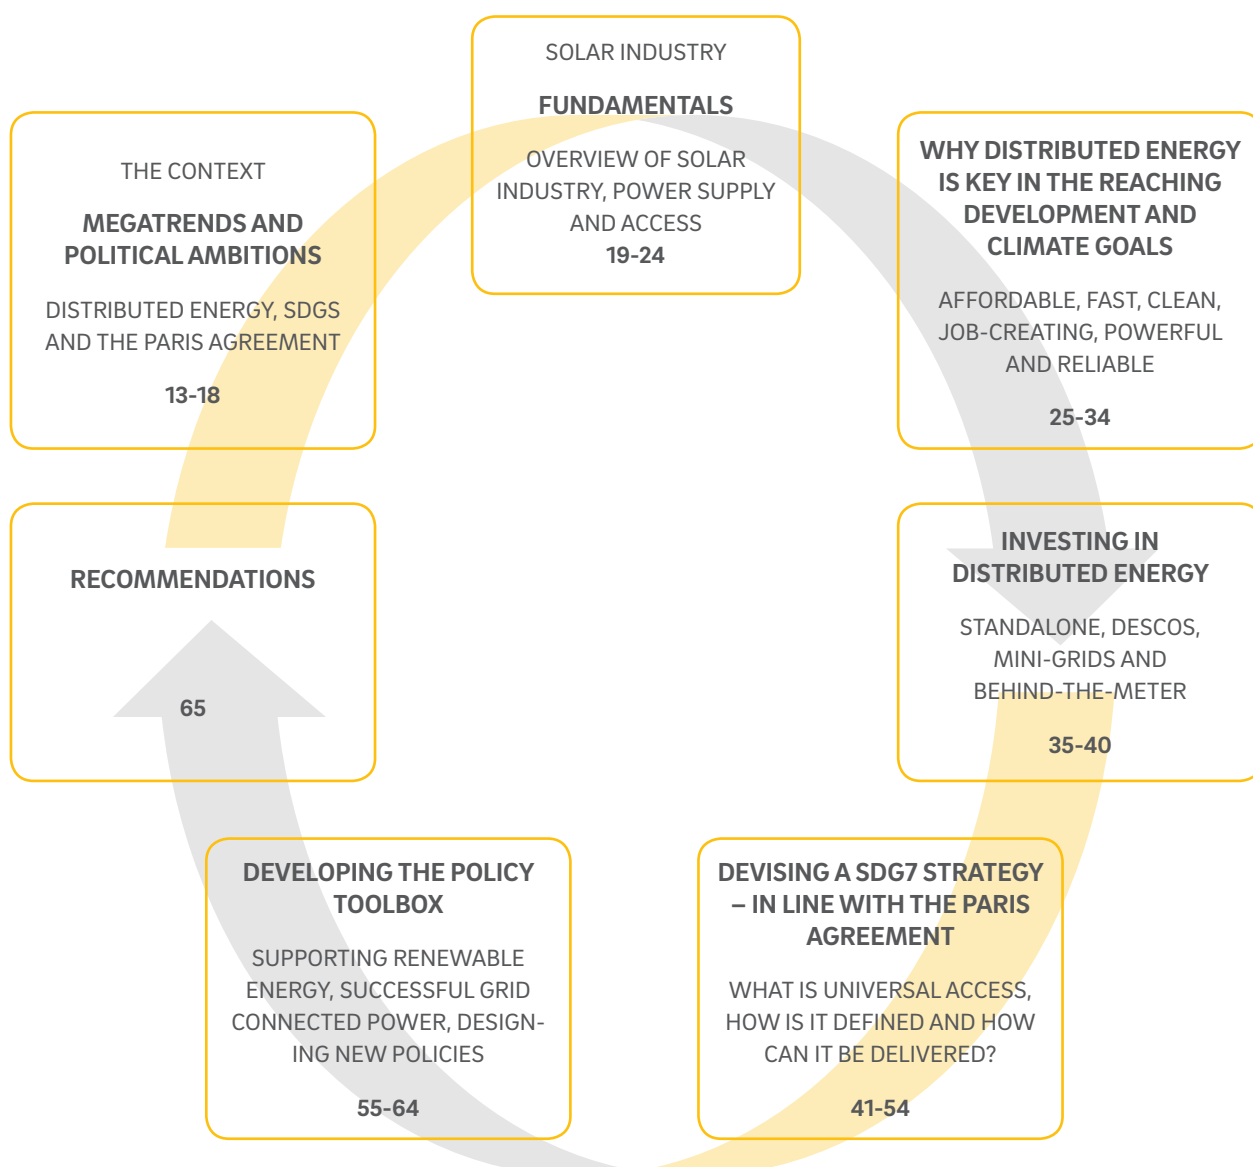 THE CONTEXT
MEGATRENDS AND
POLITICAL AMBITIONS
DISTRIBUTED ENERGY, SDGS
AND THE PARIS AGREEMENT
13-18
SOLAR INDUSTRY
FUNDAMENTALS
OVERVIEW OF SOLAR
INDUSTRY, POWER SUPPLY
AND ACCESS
19-24
WHY DISTRIBUTED ENERGY
IS KEY IN THE REACHING
DEVELOPMENT AND
CLIMATE GOALS
AFFORDABLE, FAST, CLEAN,
JOB-CREATING, POWERFUL
AND RELIABLE
25-34
INVESTING IN
DISTRIBUTED ENERGY
STANDALONE, DESCOS,
MINI-GRIDS AND
BEHIND-THE-METER
35-40
DEVISING A SDG7 STRATEGY
– IN LINE WITH THE PARIS
AGREEMENT
WHAT IS UNIVERSAL ACCESS,
HOW IS IT DEFINED AND HOW
CAN IT BE DELIVERED?
41-54
DEVELOPING THE POLICY
TOOLBOX
SUPPORTING RENEWABLE
ENERGY, SUCCESSFUL GRID
CONNECTED POWER, DESIGN-
ING NEW POLICIES
55-64
RECOMMENDATIONS
65